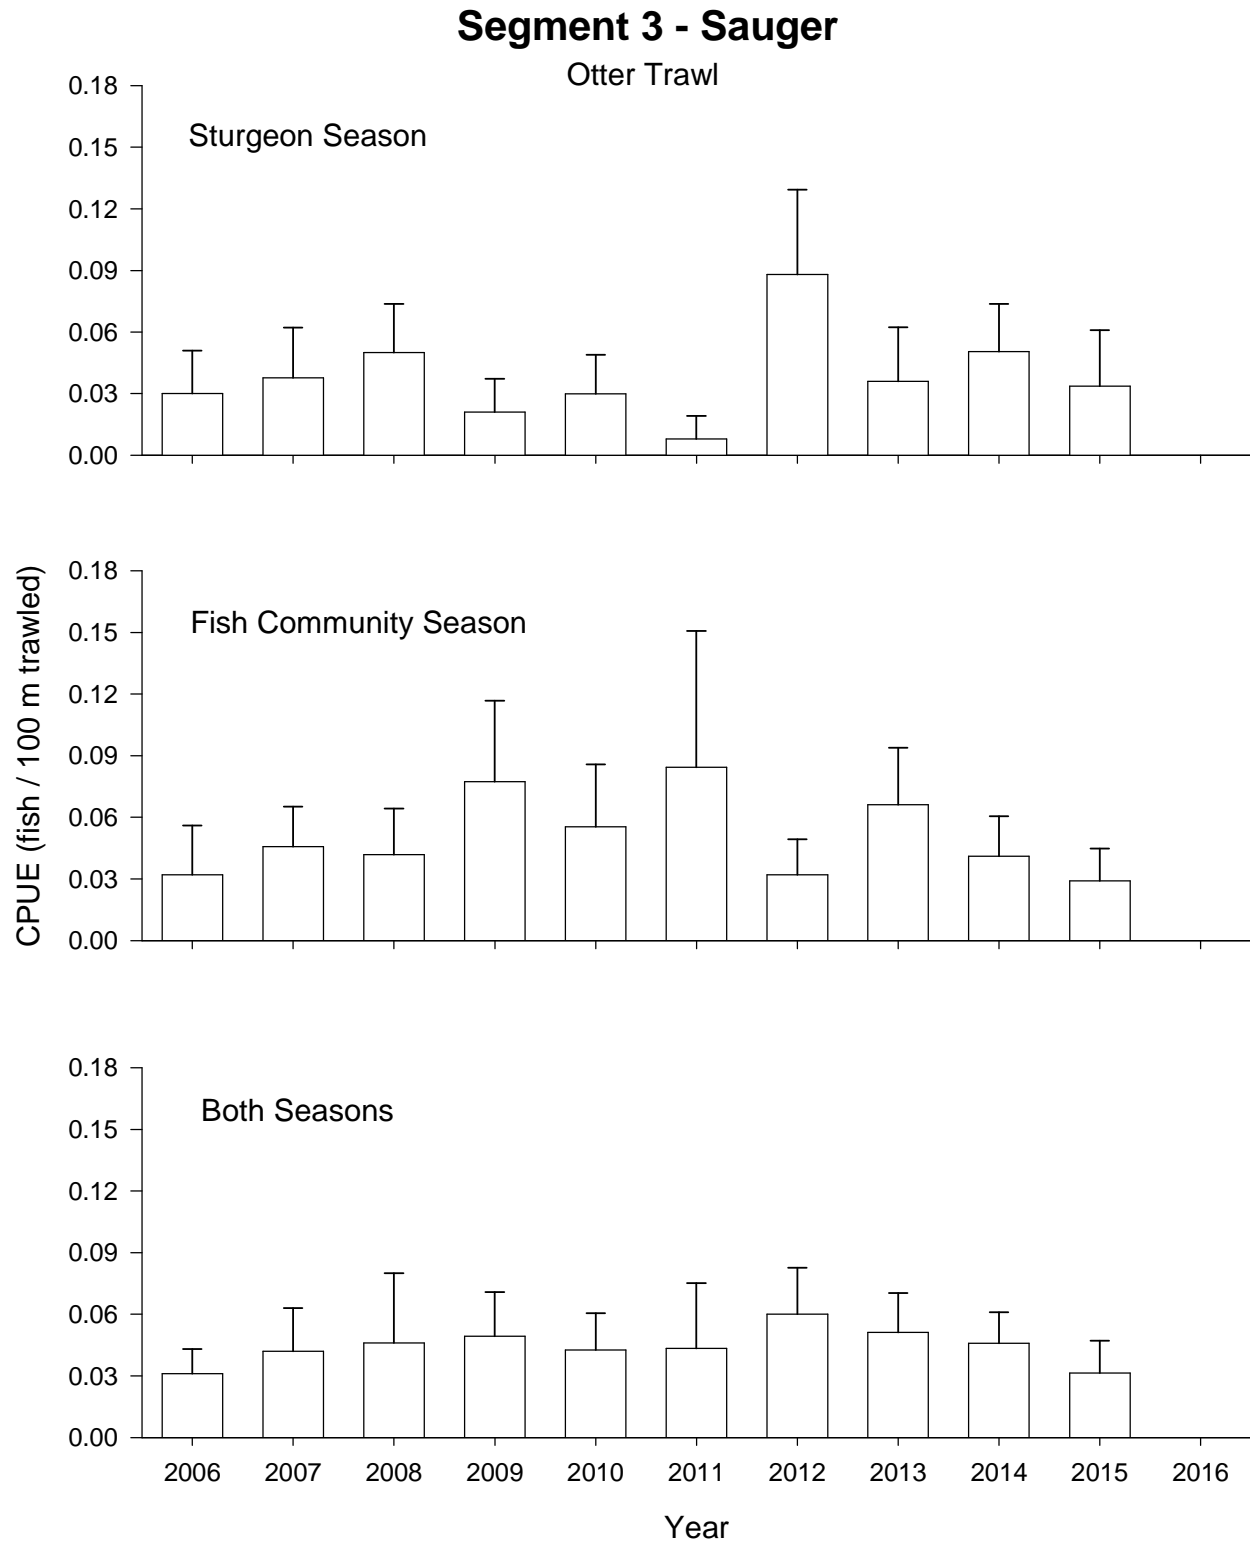 Segment 3 - Sauger
Otter Trawl
0.18
Sturgeon Season
0.15
0.12
0.09
0.06
0.03
0.00
CPUE (fish / 100 m trawled)
0.18
Fish Community Season
0.15
0.12
0.09
0.06
0.03
0.00
0.18
Both Seasons
0.15
0.12
0.09
0.06
0.03
0.00
2006 2007 2008 2009 2010 2011 2012 2013 2014 2015 2016
Year